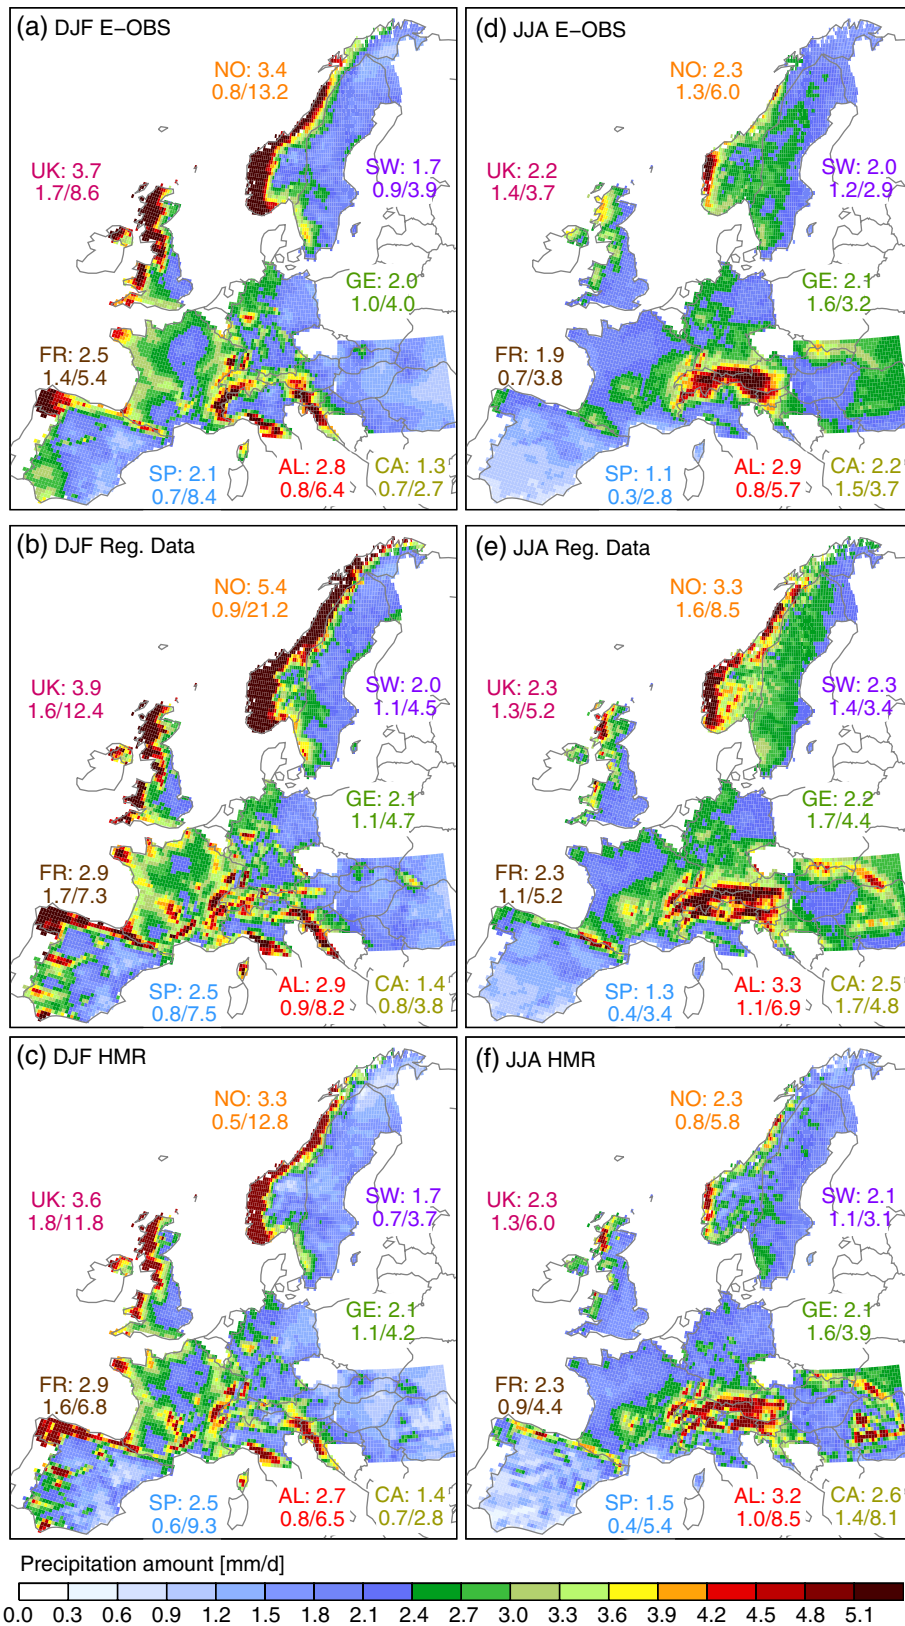 (a) DJF E−OBS
NO: 3.4
0.8/13.2
UK: 3.7
1.7/8.6
SW: 1.7
0.9/3.9
GE: 2.0
1.0/4.0
FR: 2.5
1.4/5.4
SP: 2.1
0.7/8.4
AL: 2.8
0.8/6.4
CA: 1.3
0.7/2.7
(d) JJA E−OBS
NO: 2.3
1.3/6.0
UK: 2.2
1.4/3.7
SW: 2.0
1.2/2.9
GE: 2.1
1.6/3.2
FR: 1.9
0.7/3.8
SP: 1.1
0.3/2.8
AL: 2.9
0.8/5.7
CA: 2.2
1.5/3.7
(b) DJF Reg. Data
NO: 5.4
0.9/21.2
UK: 3.9
1.6/12.4
SW: 2.0
1.1/4.5
GE: 2.1
1.1/4.7
FR: 2.9
1.7/7.3
SP: 2.5
0.8/7.5
AL: 2.9
0.9/8.2
CA: 1.4
0.8/3.8
(e) JJA Reg. Data
NO: 3.3
1.6/8.5
UK: 2.3
1.3/5.2
SW: 2.3
1.4/3.4
GE: 2.2
1.7/4.4
FR: 2.3
1.1/5.2
SP: 1.3
0.4/3.4
AL: 3.3
1.1/6.9
CA: 2.5
1.7/4.8
(c) DJF HMR
NO: 3.3
0.5/12.8
UK: 3.6
1.8/11.8
SW: 1.7
0.7/3.7
GE: 2.1
1.1/4.2
FR: 2.9
1.6/6.8
SP: 2.5
0.6/9.3
AL: 2.7
0.8/6.5
CA: 1.4
0.7/2.8
(f) JJA HMR
NO: 2.3
0.8/5.8
UK: 2.3
1.3/6.0
SW: 2.1
1.1/3.1
GE: 2.1
1.6/3.9
FR: 2.3
0.9/4.4
SP: 1.5
0.4/5.4
AL: 3.2
1.0/8.5
CA: 2.6
1.4/8.1
Precipitation amount [mm/d]
0.0 0.3 0.6 0.9 1.2 1.5 1.8 2.1 2.4 2.7 3.0 3.3 3.6 3.9 4.2 4.5 4.8 5.1